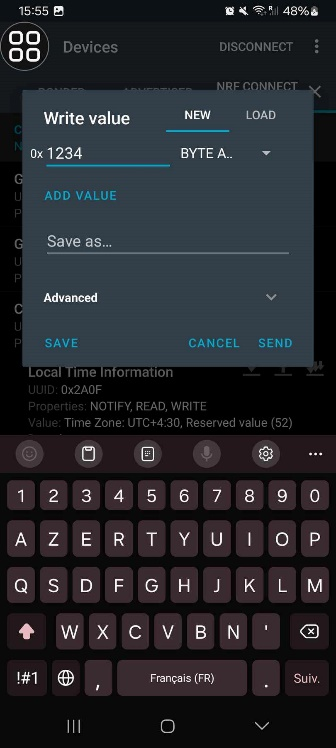 15:55 48%
Devices DISCONNECT
NRF CONNECT
Write value NEW LOAD
0x 1234 BYTE A..
ADD VALUE
Save as...
Advanced
SAVE CANCEL SEND
Local Time Information
UUID: 0x2A0F
Properties: NOTIFY, READ, WRITE
Value: Time Zone: UTC+4:30, Reserved value (52)
1 2 3 4 5 6 7 8 9 0
A Z E R T Y U I O P
Q S D F G H J K L M
W X C V B N '
!#1 , Français (FR) . Suiv.